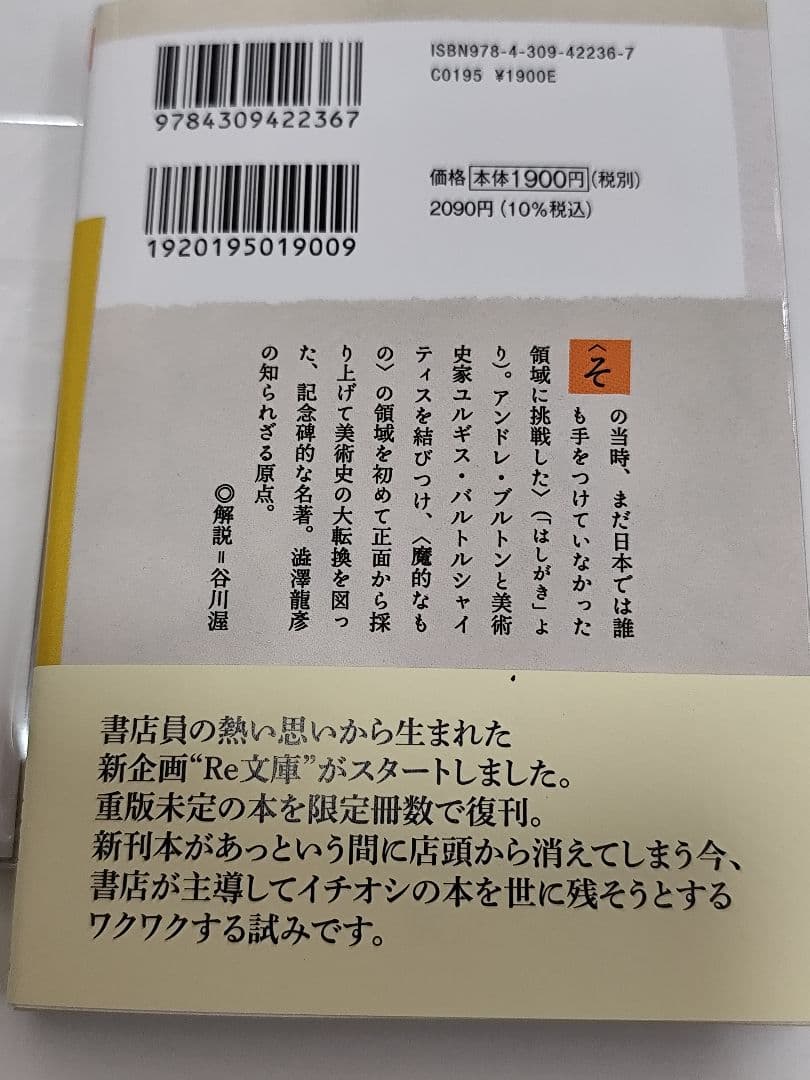 ISBN978-4-309-42236-7
C0195 ¥1900E
9784309422367
価格 本体1900円(税別)
2090円(10%税込)
1920195019009
〈その当時、まだ日本では誰
も手をつけていなかった
領域に挑戦した〉(「はしがき」よ
り)。アンドレ・ブルトンと美術
史家ユルギス・バルトルシャイ
ティスを結びつけ、〈魔的なも
の〉の領域を初めて正面から採
り上げて美術史の大転換を図っ
た、記念碑的な名著。澁澤龍彥
の知られざる原点。
◎解説=谷川渥
書店員の熱い思いから生まれた
新企画“Re文庫”がスタートしました。
重版未定の本を限定冊数で復刊。
新刊本があっという間に店頭から消えてしまう今、
書店が主導してイチオシの本を世に残そうとする
ワクワクする試みです。